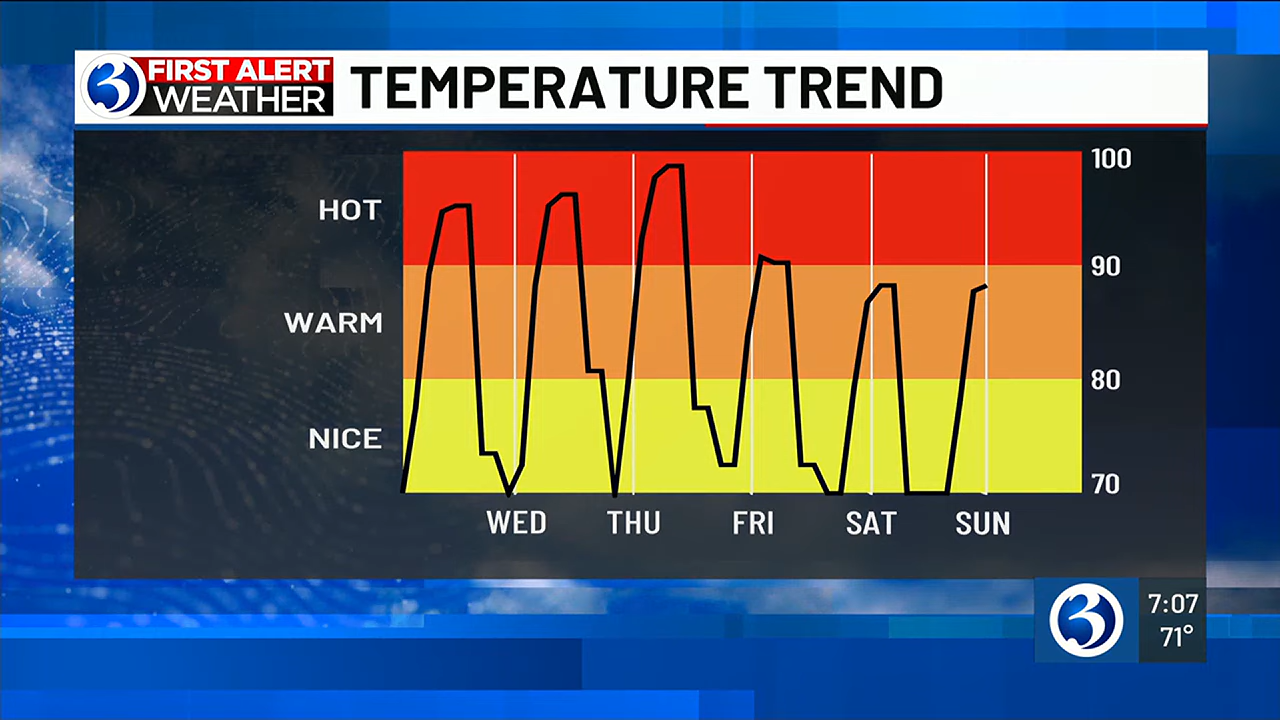 3 FIRST ALERT WEATHER
TEMPERATURE TREND
100
HOT
90
WARM
80
NICE
70
WED THU FRI SAT SUN
3
7:07
71°